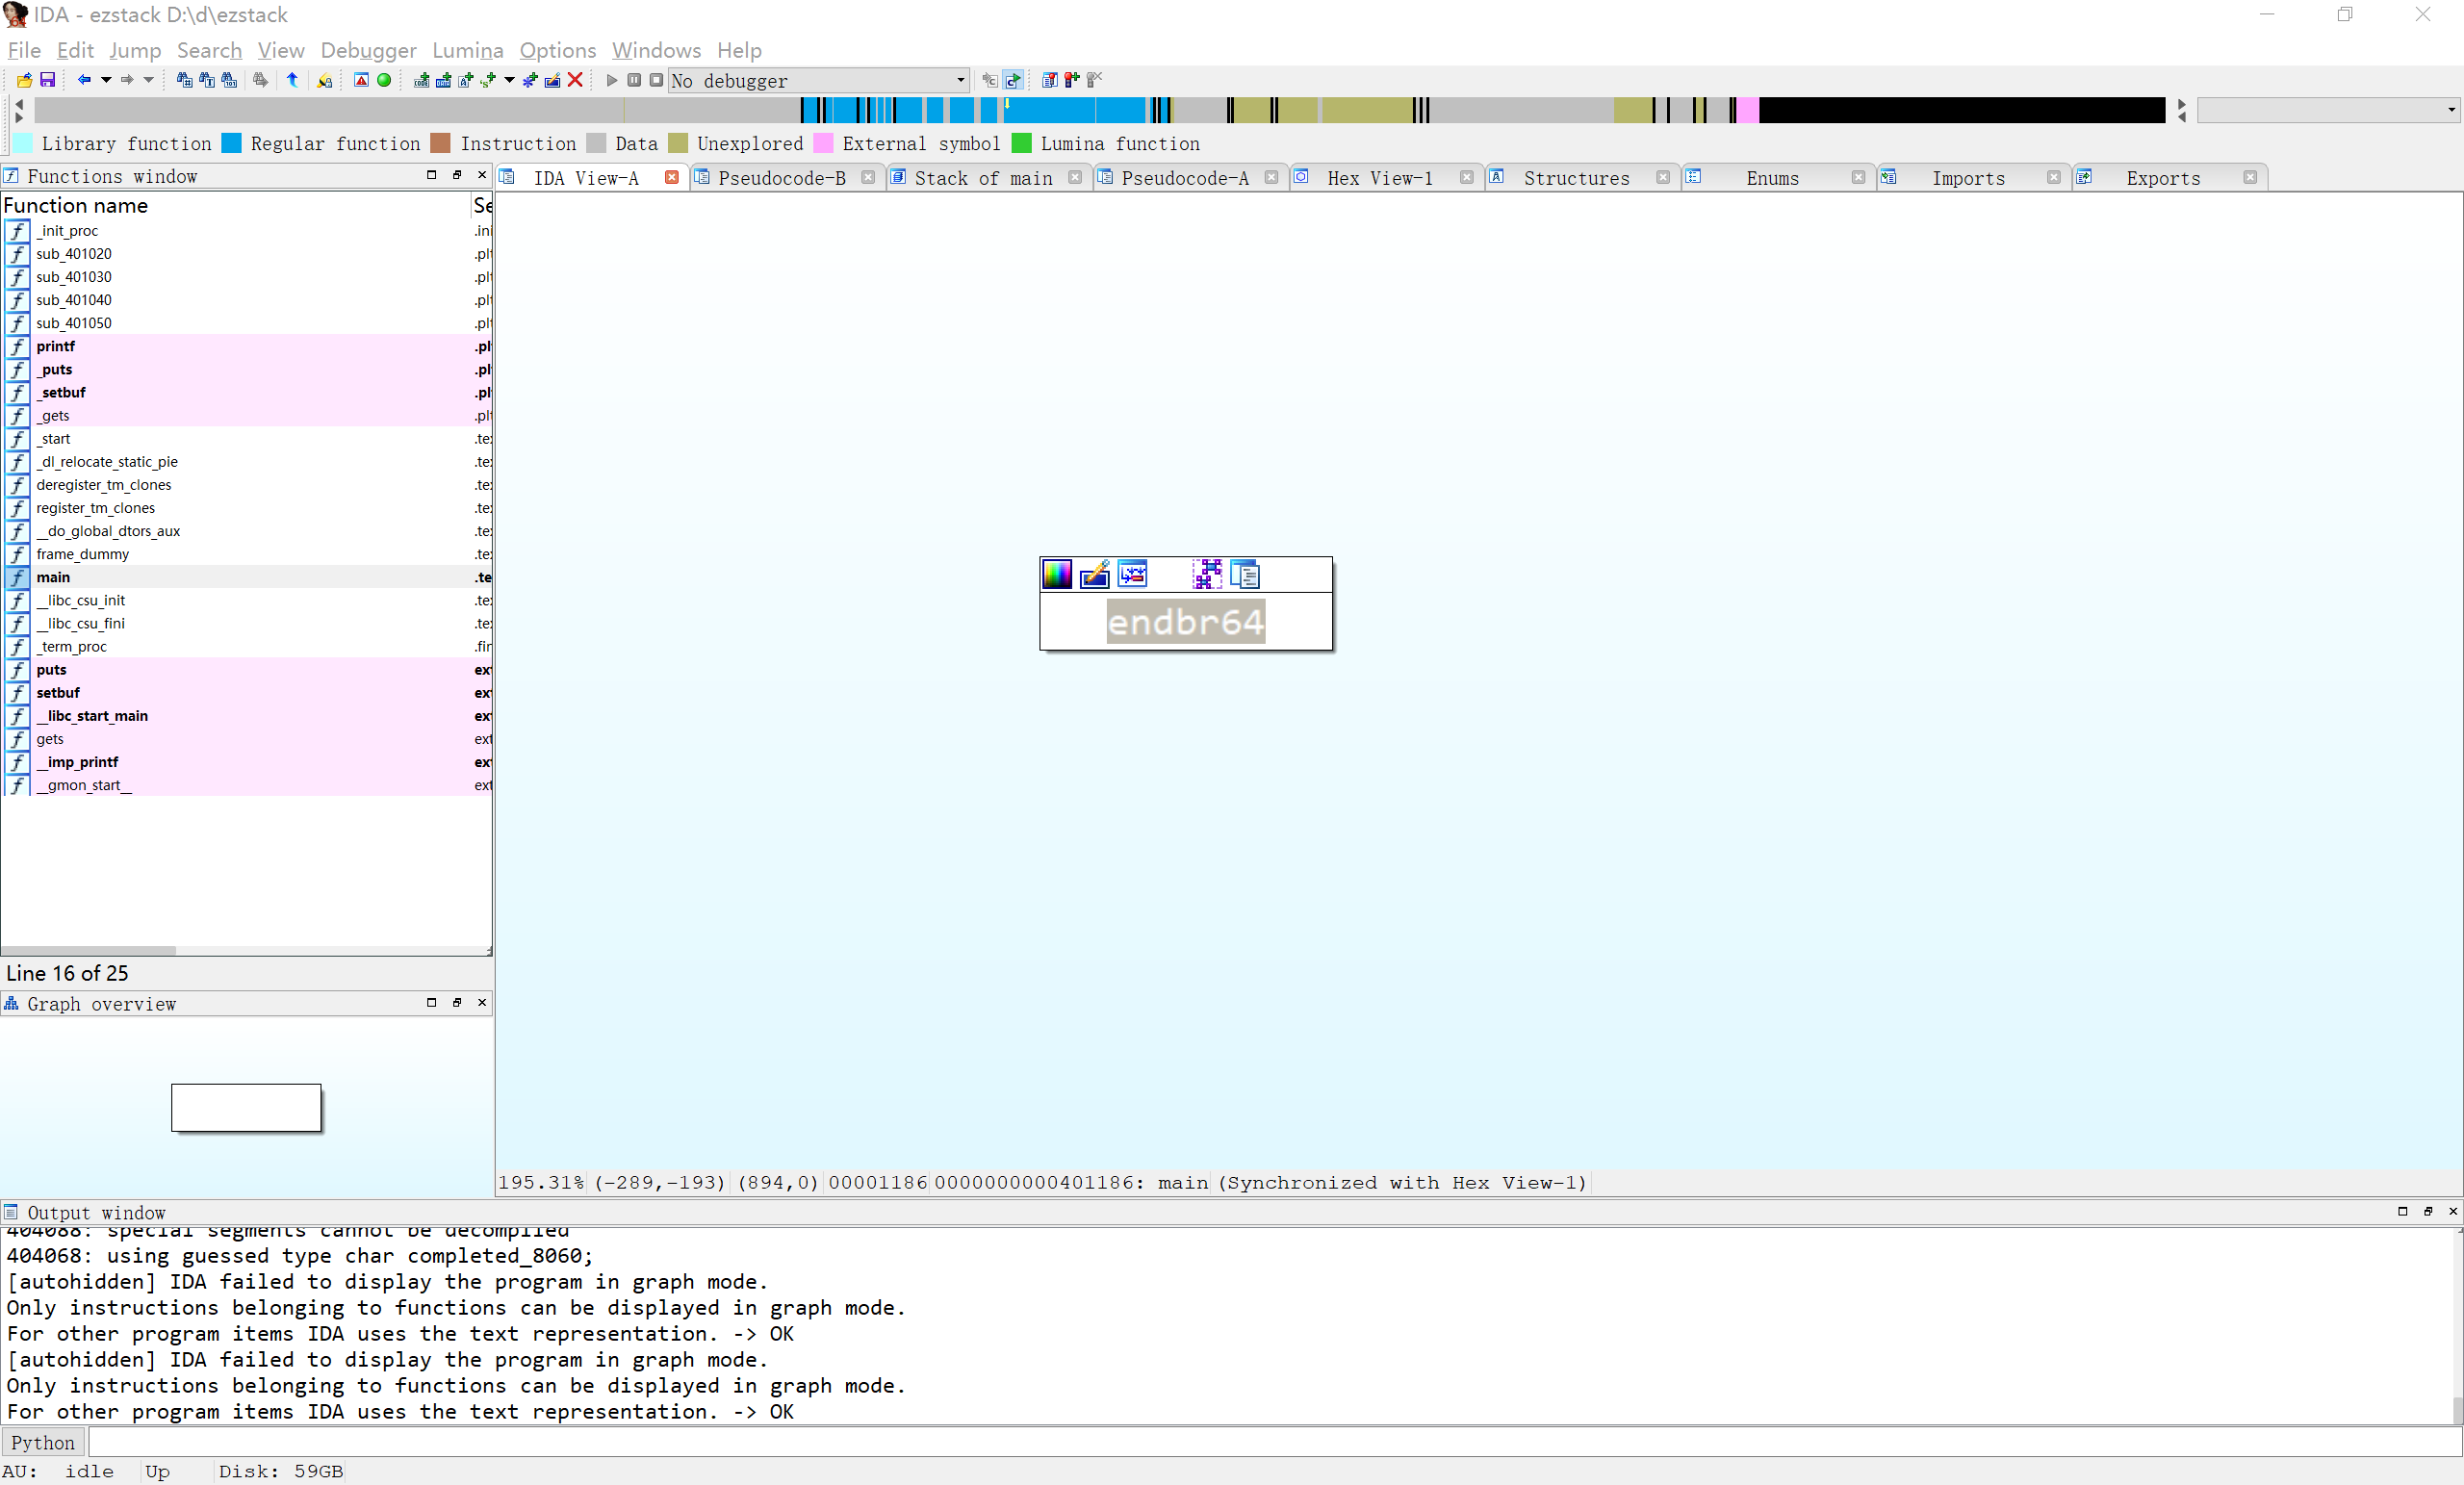 IDA - ezstack D:\d\ezstack
File Edit Jump Search View Debugger Lumina Options Windows Help
No debugger
Library function Regular function Instruction Data Unexplored External symbol Lumina function
Functions window
IDA View-A Pseudocode-B Stack of main Pseudocode-A Hex View-1 Structures Enums Imports Exports
Function name Se
_init_proc .ini
sub_401020 .plt
sub_401030 .plt
sub_401040 .plt
sub_401050 .plt
printf .pl
_puts .pl
_setbuf .pl
_gets .plt
_start .te
_dl_relocate_static_pie .te
deregister_tm_clones .te
register_tm_clones .te
__do_global_dtors_aux .te
frame_dummy .te
main .te
__libc_csu_init .te
__libc_csu_fini .te
_term_proc .fir
puts ext
setbuf ext
__libc_start_main ext
gets ext
__imp_printf ext
__gmon_start__ ext
endbr64
Line 16 of 25
Graph overview
195.31% (-289,-193) (894,0) 00001186 0000000000401186: main (Synchronized with Hex View-1)
Output window
404088: special segments cannot be decompiled
404068: using guessed type char completed_8060;
[autohidden] IDA failed to display the program in graph mode.
Only instructions belonging to functions can be displayed in graph mode.
For other program items IDA uses the text representation. -> OK
[autohidden] IDA failed to display the program in graph mode.
Only instructions belonging to functions can be displayed in graph mode.
For other program items IDA uses the text representation. -> OK
Python
AU: idle Up Disk: 59GB